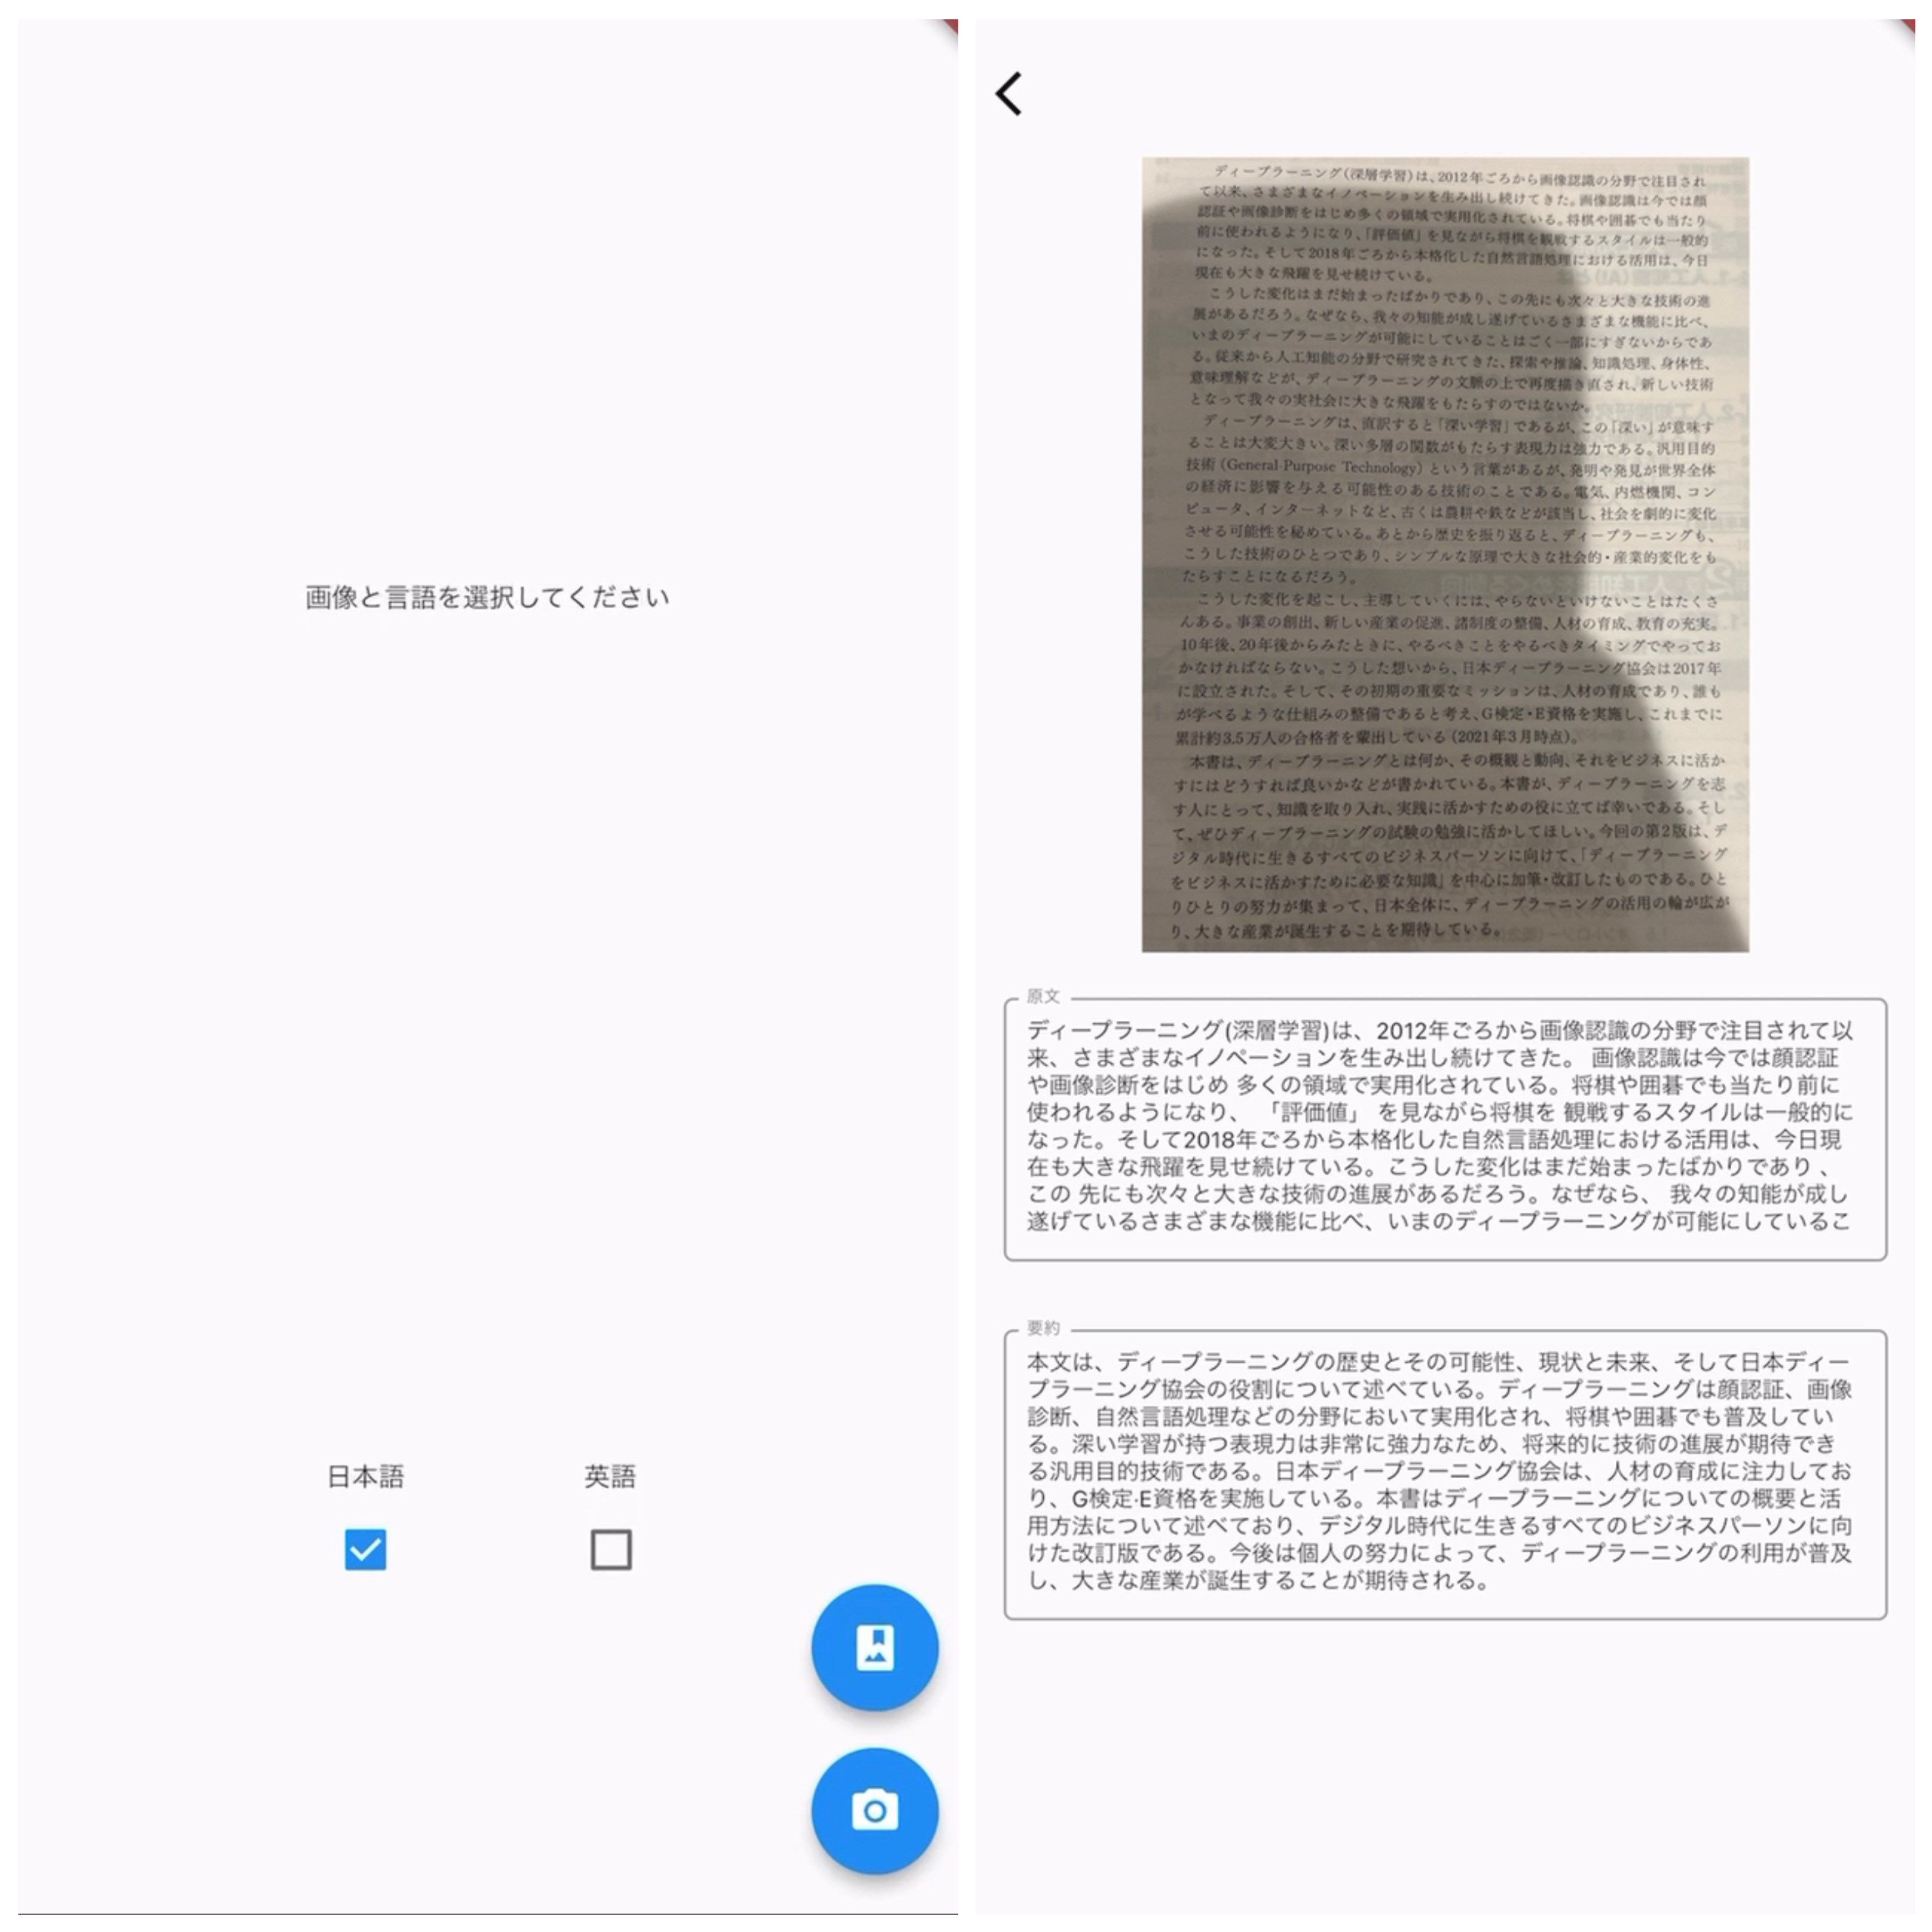 画像と言語を選択してください
日本語
英語
ディープラーニング(深層学習)は、2012年ごろから画像認識の分野で注目され
て以来、さまざまなイノベーションを生み出し続けてきた。画像認識は今では顔
認証や画像診断をはじめ多くの領域で実用化されている。将棋や囲碁でも当たり
前に使われるようになり、「評価値」を見ながら将棋を観戦するスタイルは一般的
になった。そして2018年ごろから本格化した自然言語処理における活用は、今日
現在も大きな飛躍を見せ続けている。
こうした変化はまだ始まったばかりであり、この先にも次々と大きな技術の進
展があるだろう。なぜなら、我々の知能が成し遂げているさまざまな機能に比べ、
いまのディープラーニングが可能にしていることはごく一部にすぎないからであ
る。従来から人工知能の分野で研究されてきた、探索や推論、知識処理、身体性、
意味理解などが、ディープラーニングの文脈の上で再度描き直され、新しい技術
となって我々の実社会に大きな飛躍をもたらすのではないか。
ディープラーニングは、直訳すると「深い学習」であるが、この「深い」が意味す
ることは大変大きい。深い多層の関数がもたらす表現力は強力である。汎用目的
技術(General Purpose Technology)という言葉があるが、発明や発見が世界全体
の経済に影響を与える可能性のある技術のことである。電気、内燃機関、コン
ピュータ、インターネットなど、古くは農耕や鉄などが該当し、社会を劇的に変化
させる可能性を秘めている。あとから歴史を振り返ると、ディープラーニングも、
こうした技術のひとつであり、シンプルな原理で大きな社会的・産業的変化をも
たらすことになるだろう。
こうした変化を起こし、主導していくには、やらないといけないことはたくさ
んある。事業の創出、新しい産業の促進、諸制度の整備、人材の育成、教育の充実。
10年後、20年後からみたときに、やるべきことをやるべきタイミングでやってお
かなければならない。こうした想いから、日本ディープラーニング協会は2017年
に設立された。そして、その初期の重要なミッションは、人材の育成であり、誰も
が学べるような仕組みの整備であると考え、G検定・E資格を実施し、これまでに
累計約3.5万人の合格者を輩出している(2021年3月時点)。
本書は、ディープラーニングとは何か、その概観と動向、それをビジネスに活か
すにはどうすれば良いかなどが書かれている。本書が、ディープラーニングを志
す人にとって、知識を取り入れ、実践に活かすための役に立てば幸いである。そし
て、ぜひディープラーニングの試験の勉強に活かしてほしい。今回の第2版は、デ
ジタル時代に生きるすべてのビジネスパーソンに向けて、「ディープラーニング
をビジネスに活かすために必要な知識」を中心に加筆・改訂したものである。ひと
りひとりの努力が集まって、日本全体に、ディープラーニングの活用の輪が広が
り、大きな産業が誕生することを期待している。
原文
ディープラーニング(深層学習)は、2012年ごろから画像認識の分野で注目されて以
来、さまざまなイノペーションを生み出し続けてきた。 画像認識は今では顔認証
や画像診断をはじめ 多くの領域で実用化されている。将棋や囲碁でも当たり前に
使われるようになり、 「評価値」 を見ながら将棋を 観戦するスタイルは一般的に
なった。そして2018年ごろから本格化した自然言語処理における活用は、今日現
在も大きな飛躍を見せ続けている。こうした変化はまだ始まったばかりであり 、
この 先にも次々と大きな技術の進展があるだろう。なぜなら、 我々の知能が成し
遂げているさまざまな機能に比べ、いまのディープラーニングが可能にしているこ
要約
本文は、ディープラーニングの歴史とその可能性、現状と未来、そして日本ディー
プラーニング協会の役割について述べている。ディープラーニングは顔認証、画像
診断、自然言語処理などの分野において実用化され、将棋や囲碁でも普及してい
る。深い学習が持つ表現力は非常に強力なため、将来的に技術の進展が期待でき
る汎用目的技術である。日本ディープラーニング協会は、人材の育成に注力してお
り、G検定·E資格を実施している。本書はディープラーニングについての概要と活
用方法について述べており、デジタル時代に生きるすべてのビジネスパーソンに向
けた改訂版である。今後は個人の努力によって、ディープラーニングの利用が普及
し、大きな産業が誕生することが期待される。